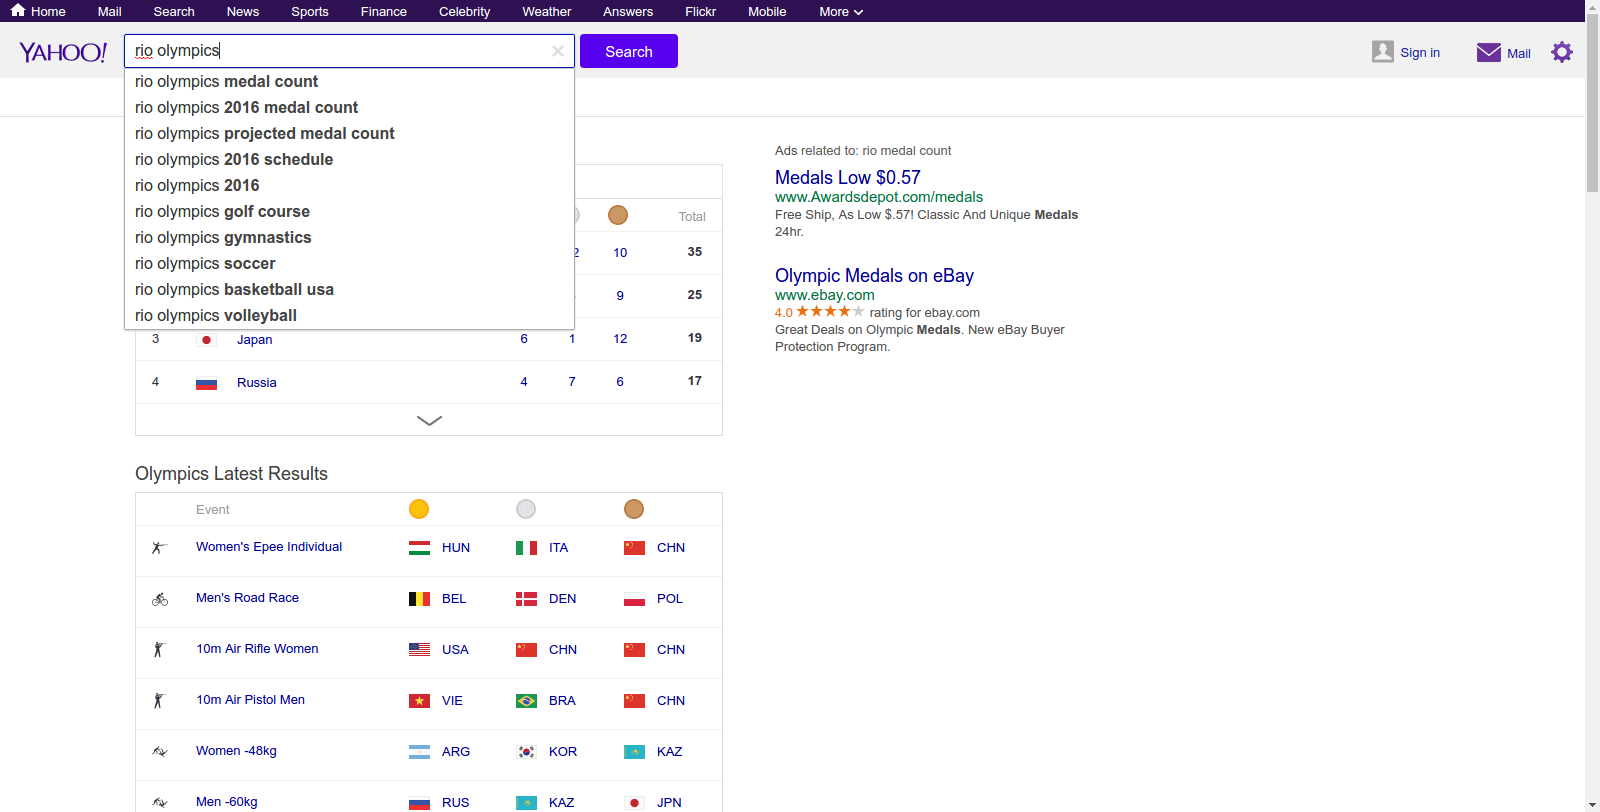 Home Mail Search News Sports Finance Celebrity Weather Answers Flickr Mobile More
YAHOO! rio olympics Search Sign in Mail
rio olympics medal count
rio olympics 2016 medal count
rio olympics projected medal count
rio olympics 2016 schedule
rio olympics 2016
rio olympics golf course
rio olympics gymnastics
rio olympics soccer
rio olympics basketball usa
rio olympics volleyball
Total
10 35
9 25
3 Japan 6 1 12 19
4 Russia 4 7 6 17
Olympics Latest Results
Event
Women's Epee Individual HUN ITA CHN
Men's Road Race BEL DEN POL
10m Air Rifle Women USA CHN CHN
10m Air Pistol Men VIE BRA CHN
Women -48kg ARG KOR KAZ
Men -60kg RUS KAZ JPN
Ads related to: rio medal count
Medals Low $0.57
www.Awardsdepot.com/medals
Free Ship, As Low $.57! Classic And Unique Medals
24hr.
Olympic Medals on eBay
www.ebay.com
4.0 rating for ebay.com
Great Deals on Olympic Medals. New eBay Buyer
Protection Program.